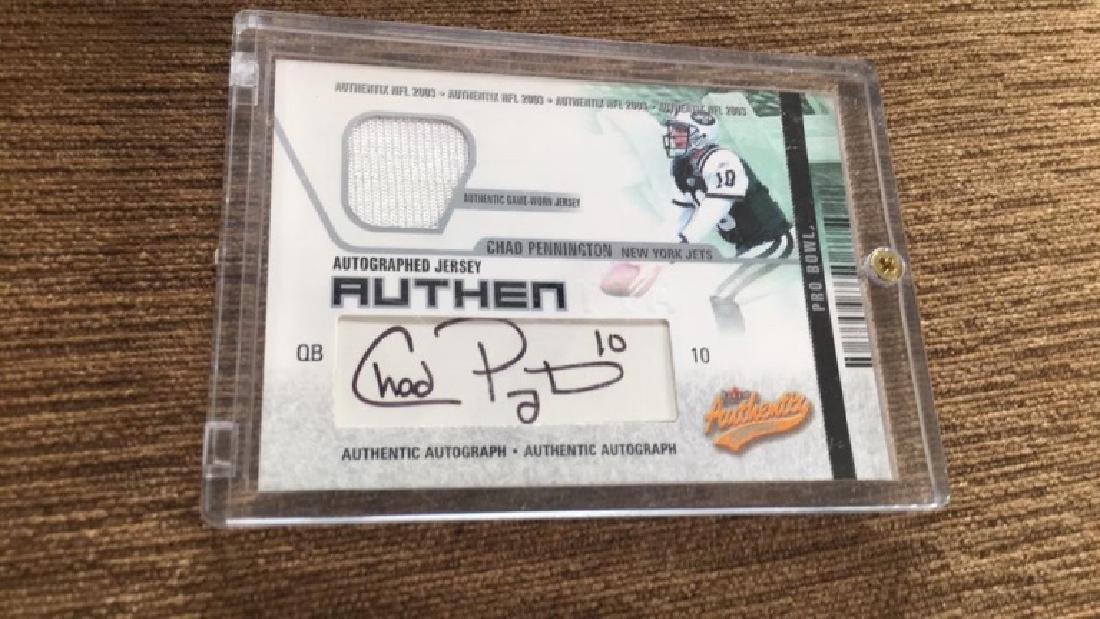 AUTHENTIX NFL 2003 • AUTHENTIX NFL 2003 • AUTHENTIX NFL 2003 • AUTHENTIX NFL 2003
10
AUTHENTIC GAME-WORN JERSEY
CHAD PENNINGTON NEW YORK JETS
AUTOGRAPHED JERSEY
AUTHEN
PRO BOWL
QB
Chad 10
10
Authentix
AUTHENTIC AUTOGRAPH • AUTHENTIC AUTOGRAPH